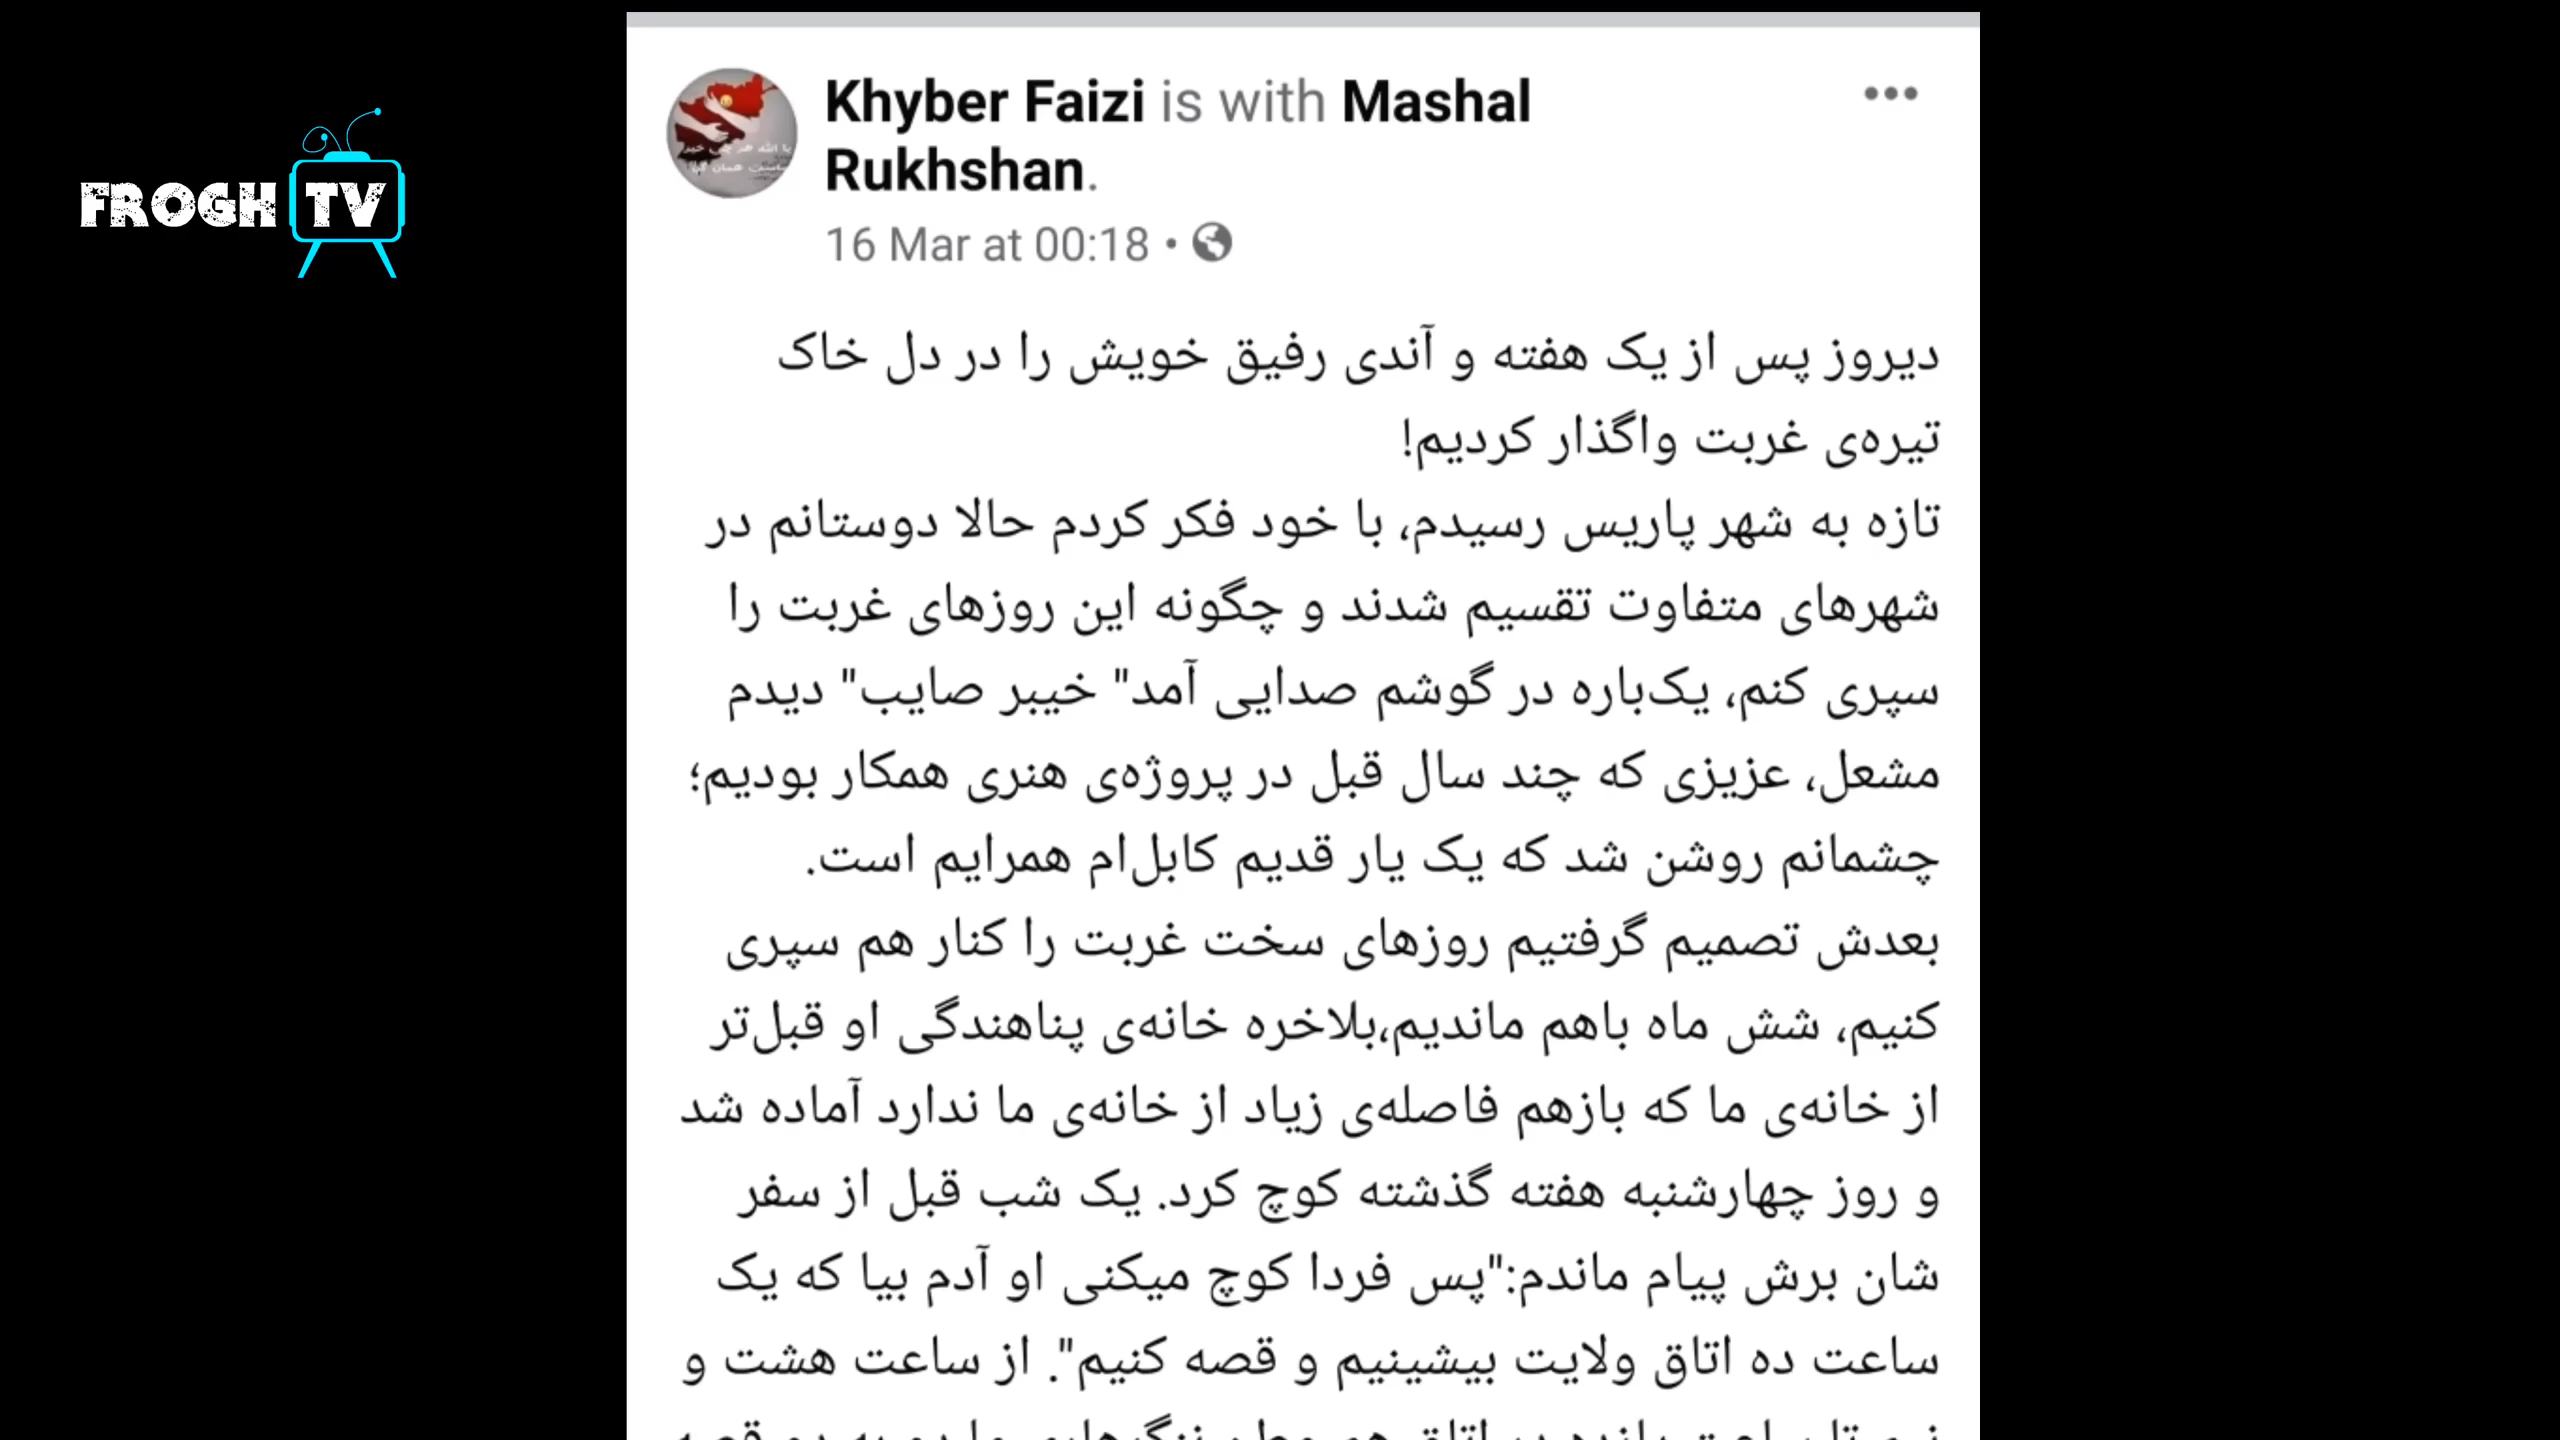 FROGH TV
Khyber Faizi is with Mashal
Rukhshan.
16 Mar at 00:18 •
دیروز پس از یک هفته و آندی رفیق خویش را در دل خاک
تیره‌ی غربت واگذار کردیم!
تازه به شهر پاریس رسیدم، با خود فکر کردم حالا دوستانم در
شهرهای متفاوت تقسیم شدند و چگونه این روزهای غربت را
سپری کنم، یک‌باره در گوشم صدایی آمد" خیبر صایب" دیدم
مشعل، عزیزی که چند سال قبل در پروژه‌ی هنری همکار بودیم؛
چشمانم روشن شد که یک یار قدیم کابل‌ام همرایم است.
بعدش تصمیم گرفتیم روزهای سخت غربت را کنار هم سپری
کنیم، شش ماه باهم ماندیم،بلاخره خانه‌ی پناهندگی او قبل‌تر
از خانه‌ی ما که بازهم فاصله‌ی زیاد از خانه‌ی ما ندارد آماده شد
و روز چهارشنبه هفته گذشته کوچ کرد. یک شب قبل از سفر
شان برش پیام ماندم:"پس فردا کوچ میکنی او آدم بیا که یک
ساعت ده اتاق ولایت بیشینیم و قصه کنیم". از ساعت هشت و